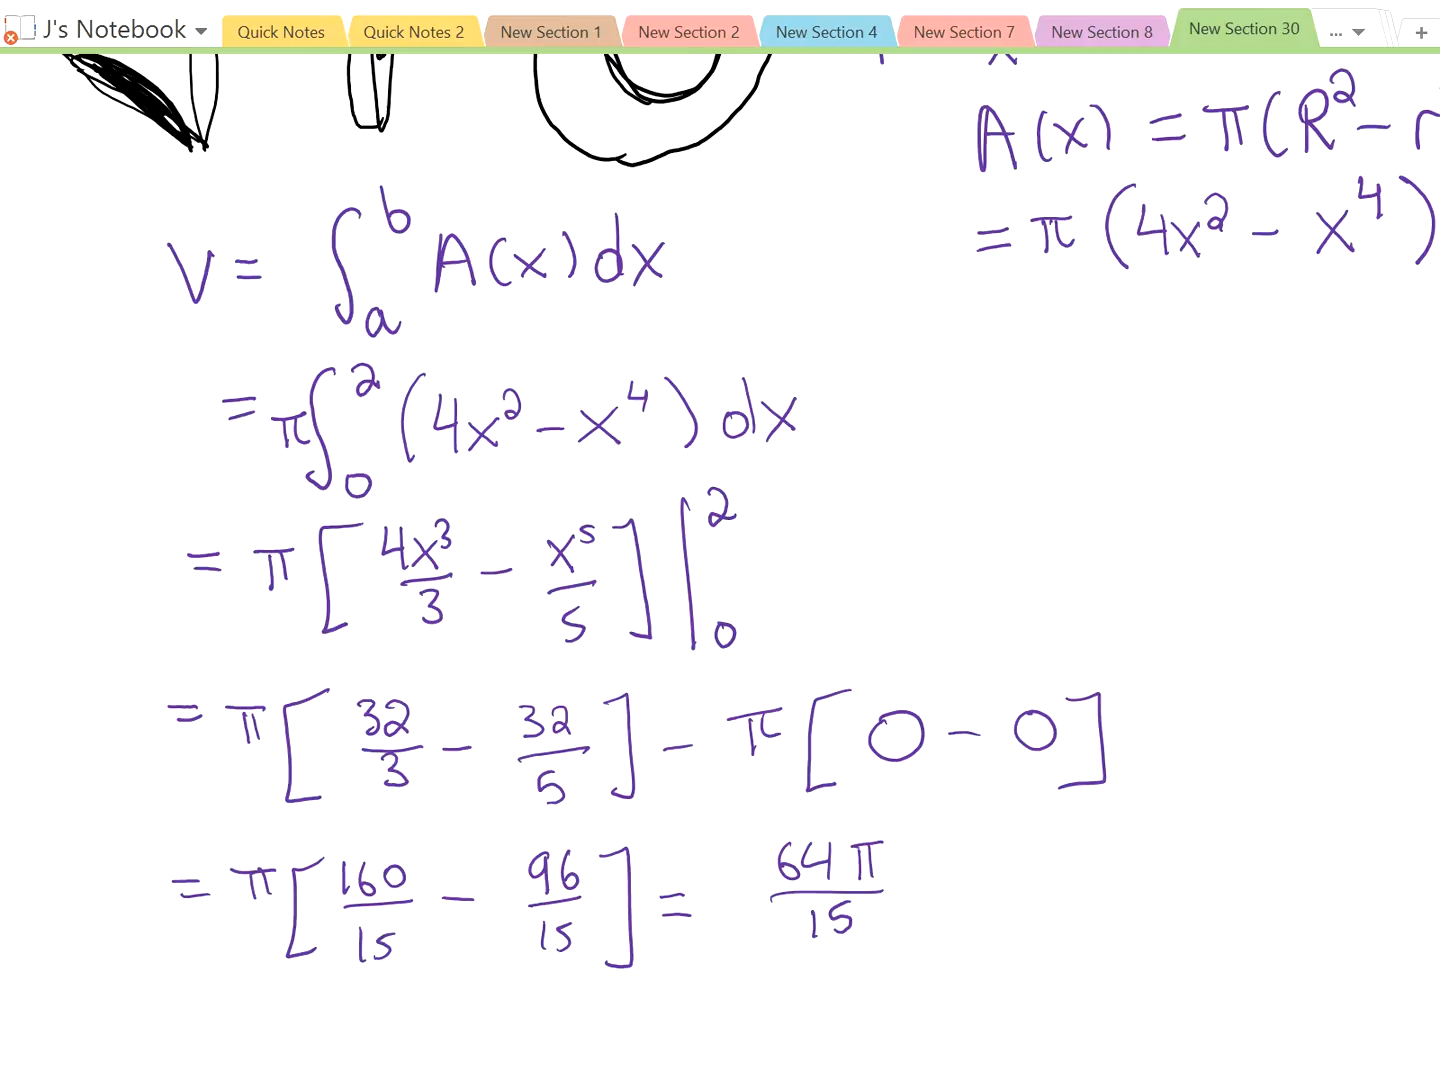 J's Notebook Quick Notes Quick Notes 2 New Section 1 New Section 2 New Section 4 New Section 7 New Section 8 New Section 30 ... +
A(x) = π(R² −
= π (4x² − x⁴)
V = ∫ₐᵇ A(x)dx
= π∫₀² (4x² − x⁴) dx
= π [4x³/3 − x⁵/5] |₀²
= π [32/3 − 32/5] − π [0 − 0]
= π [160/15 − 96/15] = 64π/15